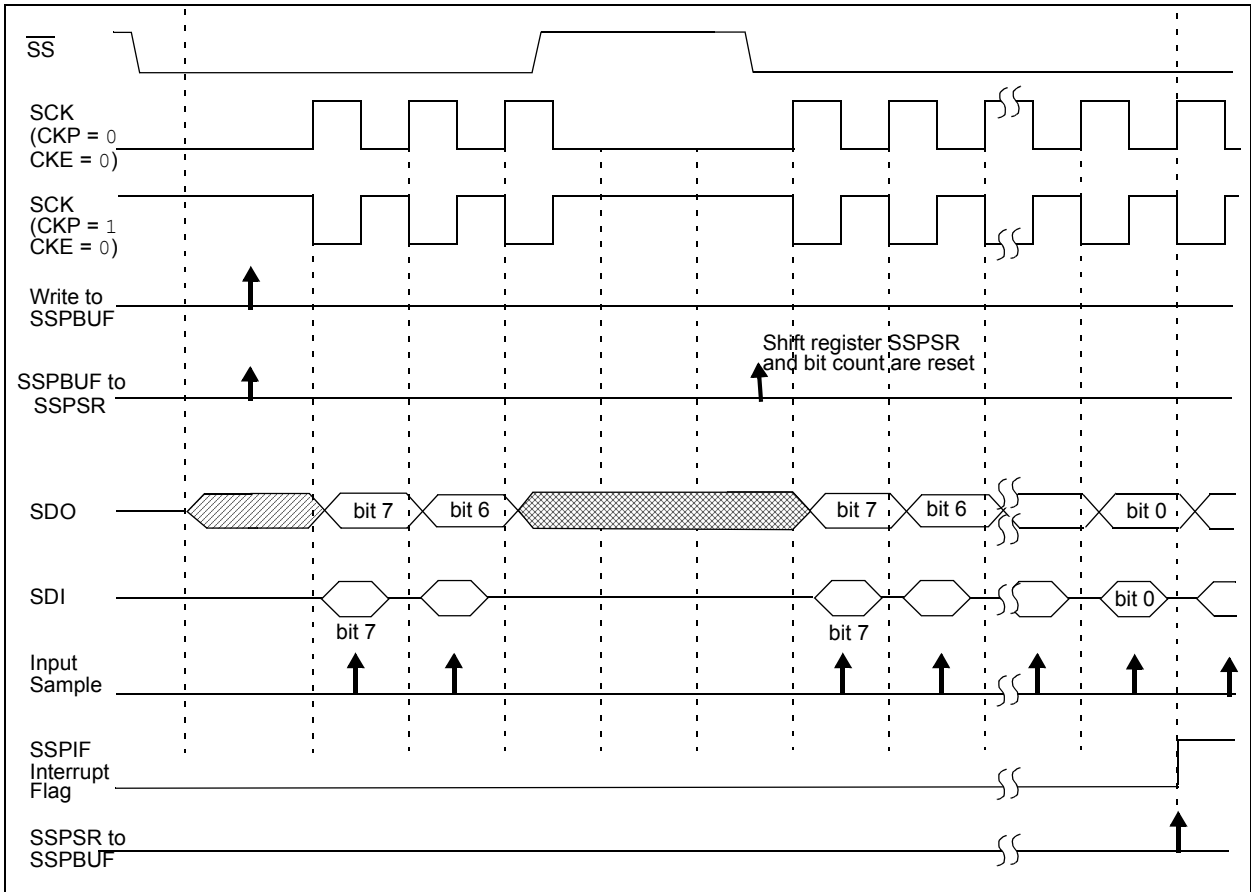 SS
SCK
(CKP = 0
CKE = 0)
SCK
(CKP = 1
CKE = 0)
Write to
SSPBUF
Shift register SSPSR
and bit count are reset
SSPBUF to
SSPSR
SDO
bit 7
bit 6
bit 7
bit 6
bit 0
SDI
bit 0
bit 7
bit 7
Input
Sample
SSPIF
Interrupt
Flag
SSPSR to
SSPBUF